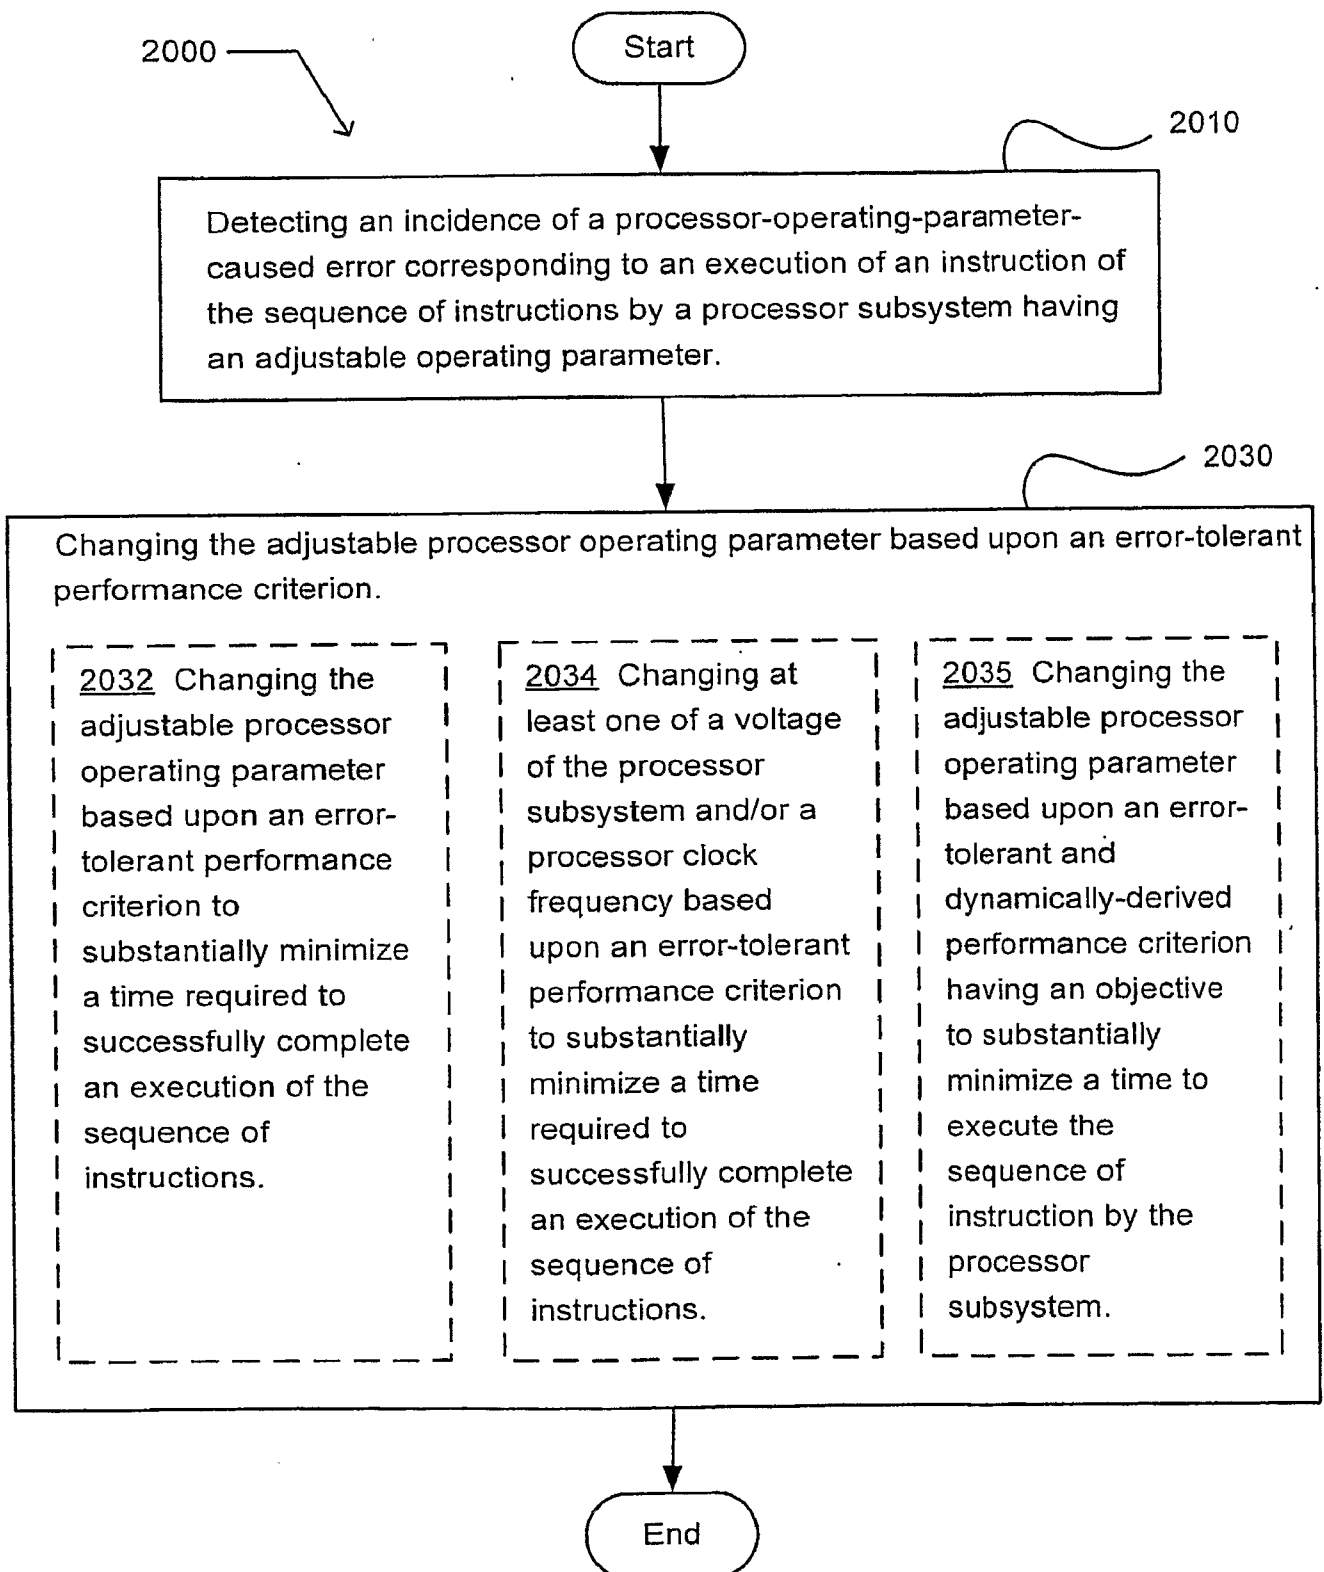 Start
2000
2010
Detecting an incidence of a processor-operating-parameter-
caused error corresponding to an execution of an instruction of
the sequence of instructions by a processor subsystem having
an adjustable operating parameter.
2030
Changing the adjustable processor operating parameter based upon an error-tolerant
performance criterion.
2032 Changing the
adjustable processor
operating parameter
based upon an error-
tolerant performance
criterion to
substantially minimize
a time required to
successfully complete
an execution of the
sequence of
instructions.
2034 Changing at
least one of a voltage
of the processor
subsystem and/or a
processor clock
frequency based
upon an error-tolerant
performance criterion
to substantially
minimize a time
required to
successfully complete
an execution of the
sequence of
instructions.
2035 Changing the
adjustable processor
operating parameter
based upon an error-
tolerant and
dynamically-derived
performance criterion
having an objective
to substantially
minimize a time to
execute the
sequence of
instruction by the
processor
subsystem.
End